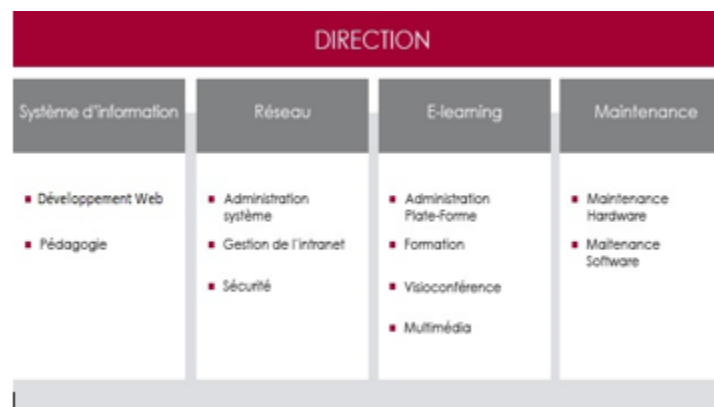 DIRECTION
Système d'information
Réseau
E-learning
Maintenance
Développement Web
Pédagogie
Administration
système
Gestion de l'intranet
Sécurité
Administration
Plate-Forme
Formation
Visioconférence
Multimédia
Maintenance
Hardware
Maitenance
Software